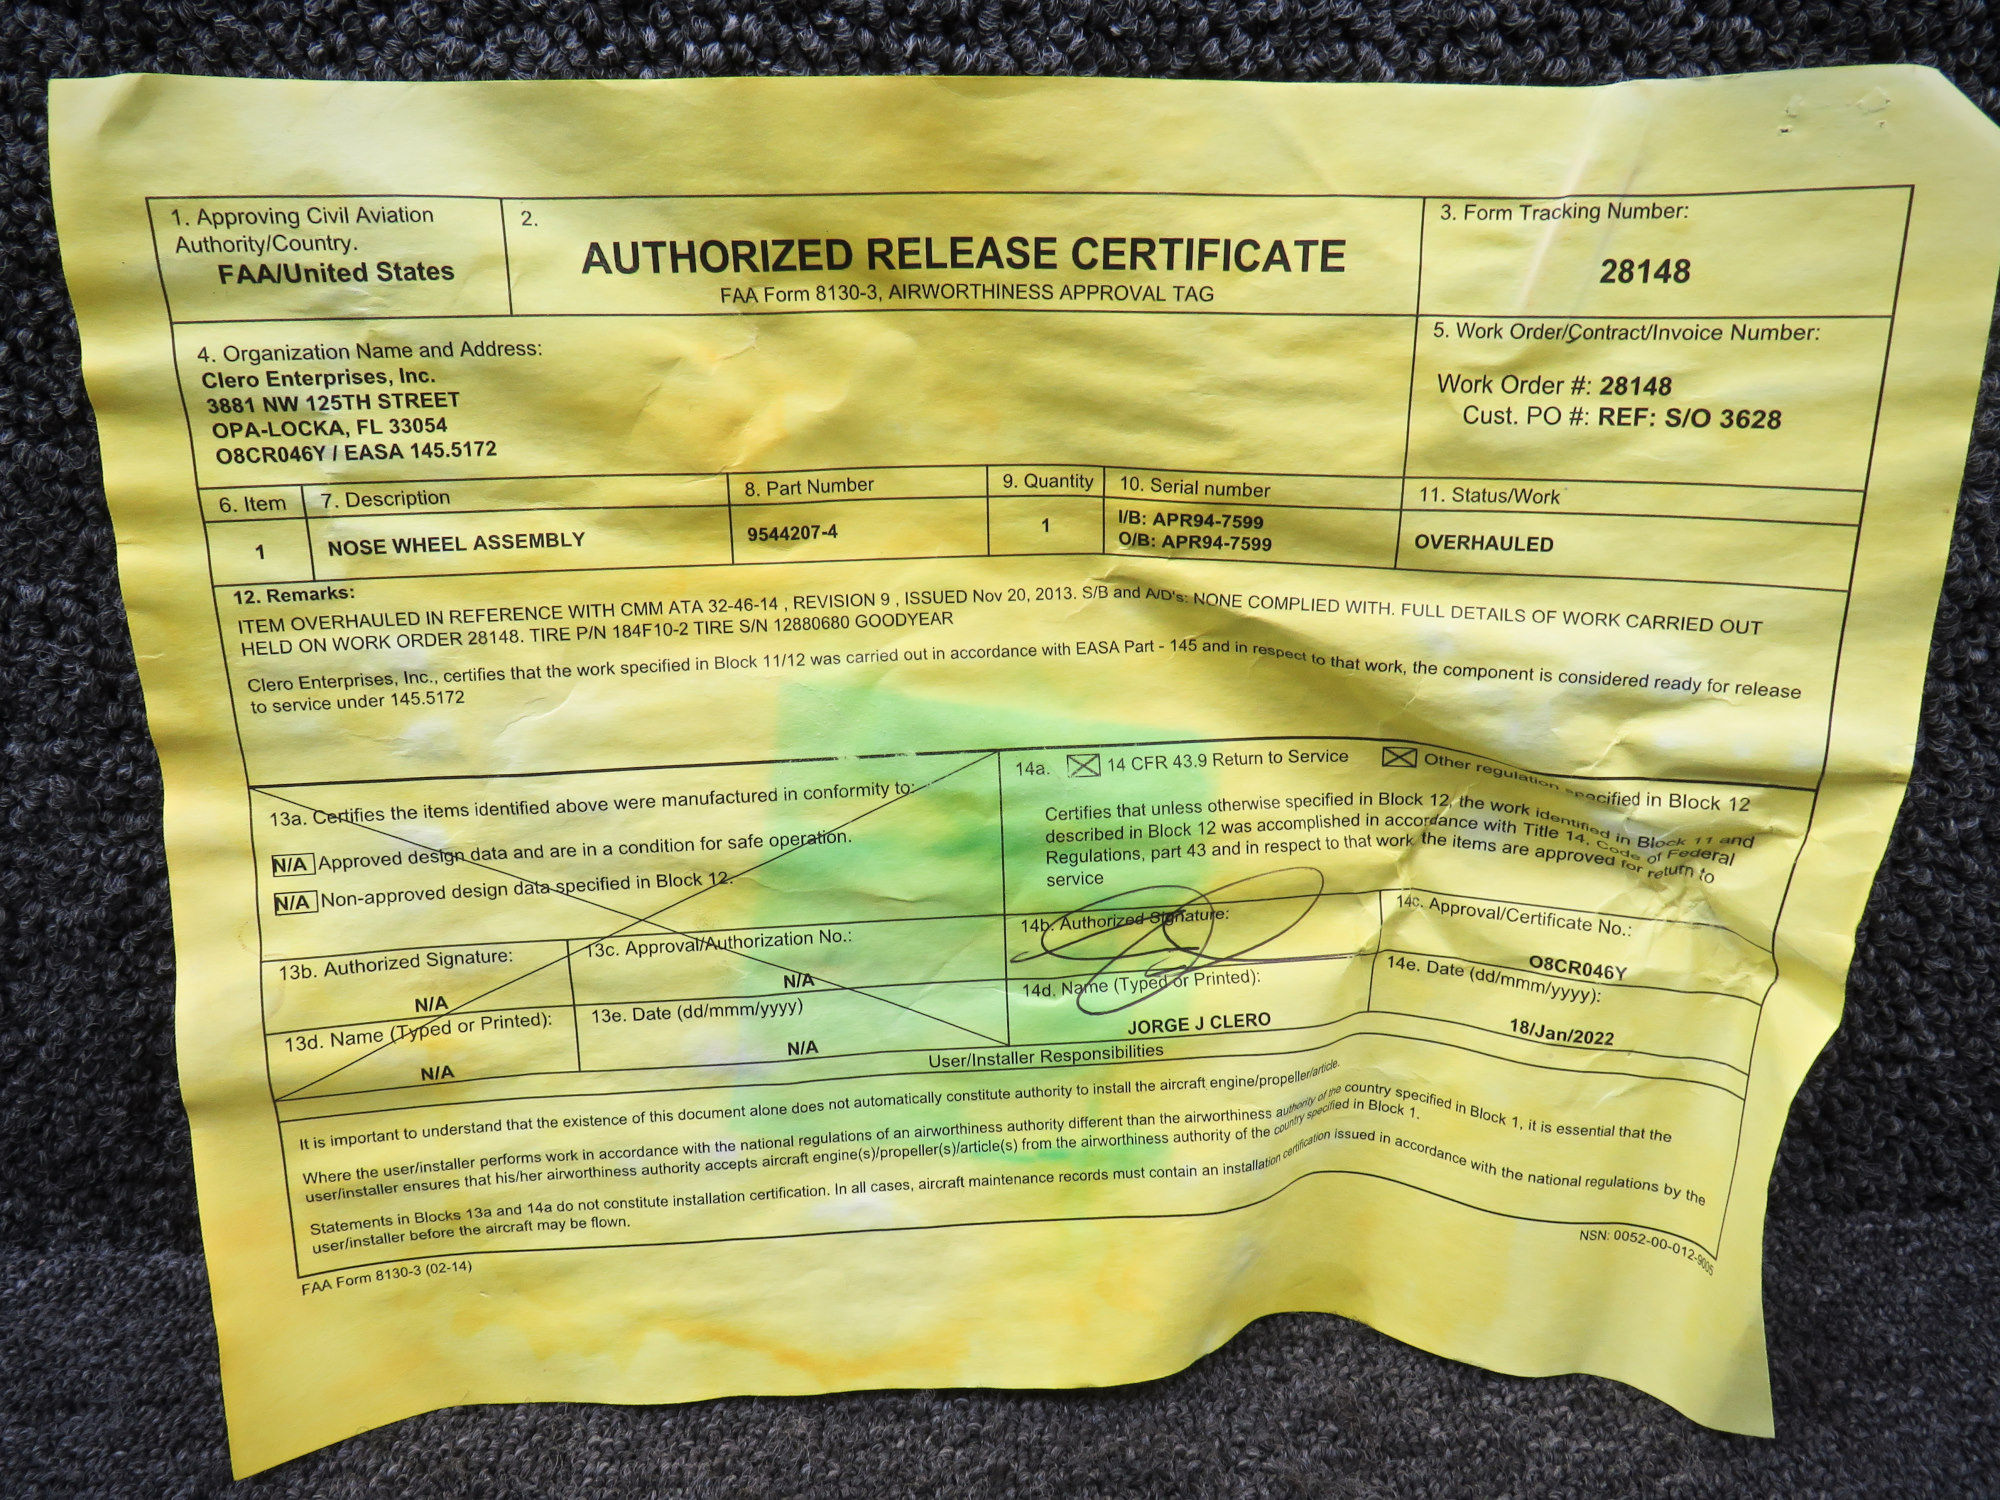 1. Approving Civil Aviation
Authority/Country.
FAA/United States
2.
AUTHORIZED RELEASE CERTIFICATE
FAA Form 8130-3, AIRWORTHINESS APPROVAL TAG
3. Form Tracking Number:
28148
4. Organization Name and Address:
Clero Enterprises, Inc.
3881 NW 125TH STREET
OPA-LOCKA, FL 33054
O8CR046Y / EASA 145.5172
5. Work Order/Contract/Invoice Number:
Work Order #: 28148
Cust. PO #: REF: S/O 3628
6. Item
7. Description
8. Part Number
9. Quantity
10. Serial number
11. Status/Work
1
NOSE WHEEL ASSEMBLY
9544207-4
1
I/B: APR94-7599
O/B: APR94-7599
OVERHAULED
12. Remarks:
ITEM OVERHAULED IN REFERENCE WITH CMM ATA 32-46-14 , REVISION 9 , ISSUED Nov 20, 2013. S/B and A/D's: NONE COMPLIED WITH. FULL DETAILS OF WORK CARRIED OUT
HELD ON WORK ORDER 28148. TIRE P/N 184F10-2 TIRE S/N 12880680 GOODYEAR
Clero Enterprises, Inc., certifies that the work specified in Block 11/12 was carried out in accordance with EASA Part - 145 and in respect to that work, the component is considered ready for release
to service under 145.5172
13a. Certifies the items identified above were manufactured in conformity to:
N/A Approved design data and are in a condition for safe operation.
N/A Non-approved design data specified in Block 12.
14a. 14 CFR 43.9 Return to Service Other regulation specified in Block 12
Certifies that unless otherwise specified in Block 12, the work identified in Block 11 and
described in Block 12 was accomplished in accordance with Title 14, Code of Federal
Regulations, part 43 and in respect to that work the items are approved for return to
service
13b. Authorized Signature:
N/A
13c. Approval/Authorization No.:
N/A
14b. Authorized Signature:
14c. Approval/Certificate No.:
O8CR046Y
13d. Name (Typed or Printed):
N/A
13e. Date (dd/mmm/yyyy)
N/A
14d. Name (Typed or Printed):
JORGE J CLERO
14e. Date (dd/mmm/yyyy):
18/Jan/2022
User/Installer Responsibilities
It is important to understand that the existence of this document alone does not automatically constitute authority to install the aircraft engine/propeller/article.
Where the user/installer performs work in accordance with the national regulations of an airworthiness authority different than the airworthiness authority of the country specified in Block 1, it is essential that the
user/installer ensures that his/her airworthiness authority accepts aircraft engine(s)/propeller(s)/article(s) from the airworthiness authority of the country specified in Block 1.
Statements in Blocks 13a and 14a do not constitute installation certification. In all cases, aircraft maintenance records must contain an installation certification issued in accordance with the national regulations by the
user/installer before the aircraft may be flown.
FAA Form 8130-3 (02-14)
NSN: 0052-00-012-9005